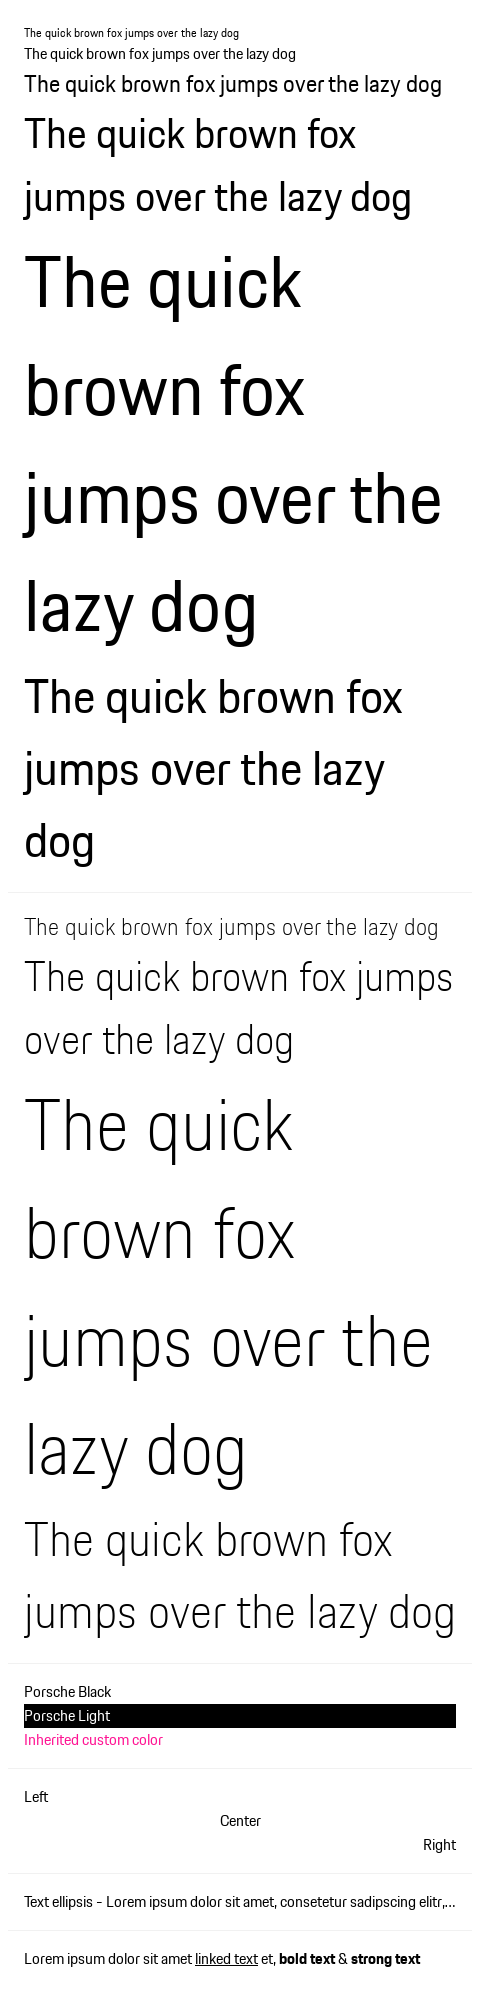 The quick brown fox jumps over the lazy dog
The quick brown fox jumps over the lazy dog
The quick brown fox jumps over the lazy dog
The quick brown fox
jumps over the lazy dog
The quick
brown fox
jumps over the
lazy dog
The quick brown fox
jumps over the lazy
dog
The quick brown fox jumps over the lazy dog
The quick brown fox jumps
over the lazy dog
The quick
brown fox
jumps over the
lazy dog
The quick brown fox
jumps over the lazy dog
Porsche Black
Porsche Light
Inherited custom color
Left
Center
Right
Text ellipsis - Lorem ipsum dolor sit amet, consetetur sadipscing elitr,...
Lorem ipsum dolor sit amet linked text et, bold text & strong text